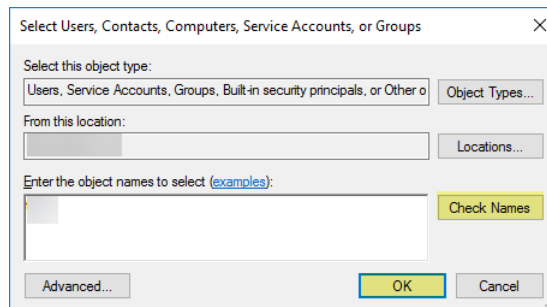 Select Users, Contacts, Computers, Service Accounts, or Groups
Select this object type:
Users, Service Accounts, Groups, Built-in security principals, or Other o
Object Types...
From this location:
Locations...
Enter the object names to select (examples):
Check Names
Advanced...
OK
Cancel